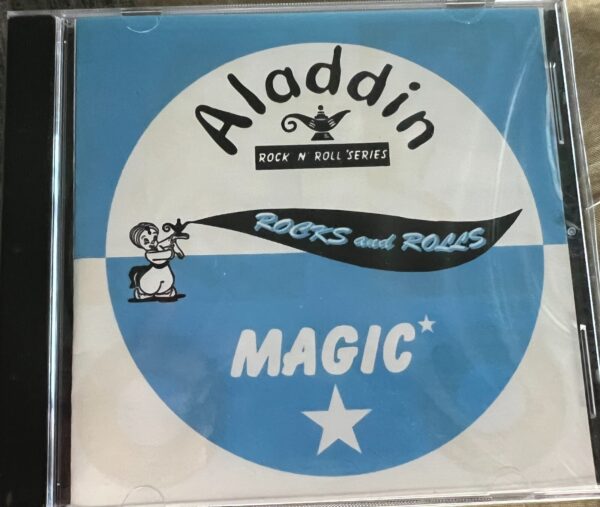 Aladdin
ROCK N' ROLL 'SERIES
ROCKS and ROLLS
MAGIC*